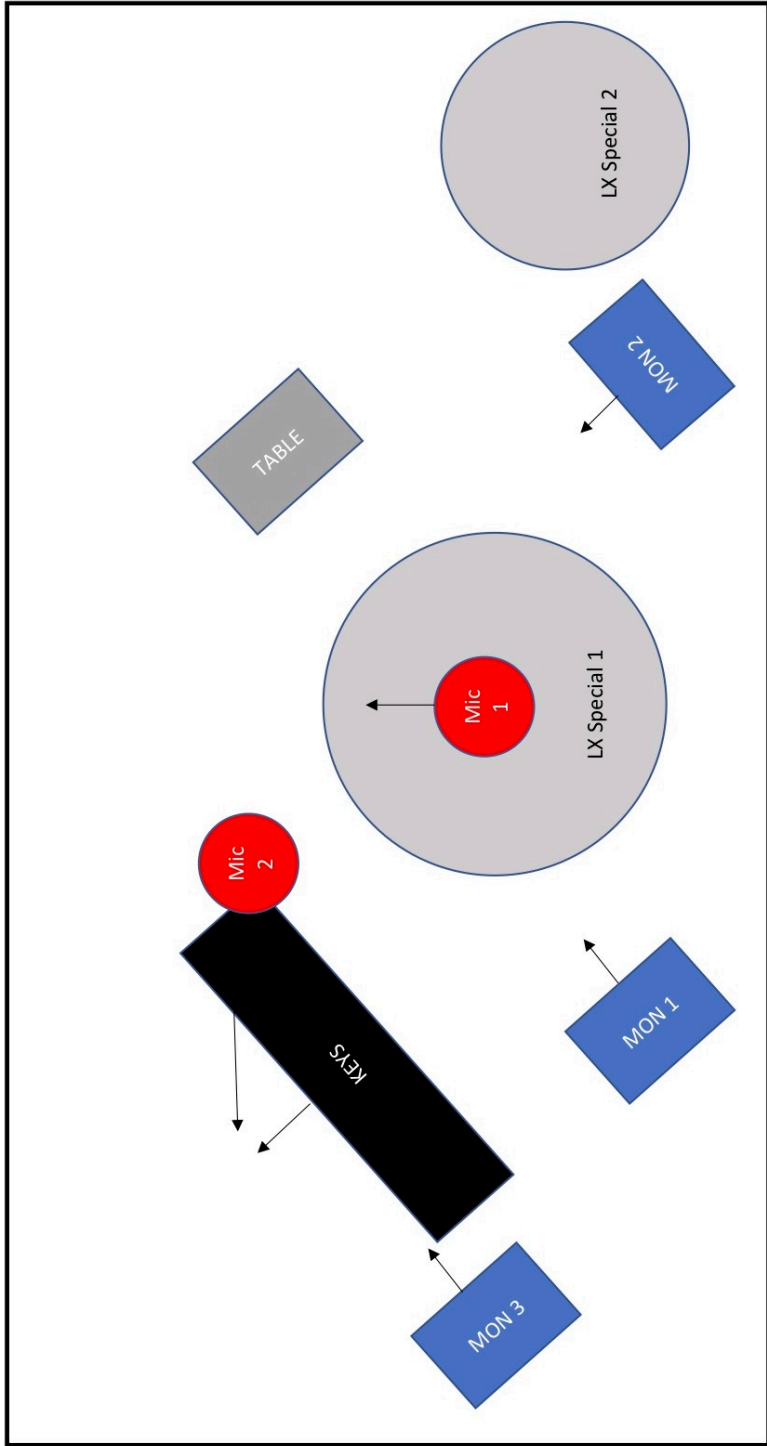 Mic
2
TABLE
KEYS
Mic
1
MON 3
LX Special 1
LX Special 2
MON 1
MON 2